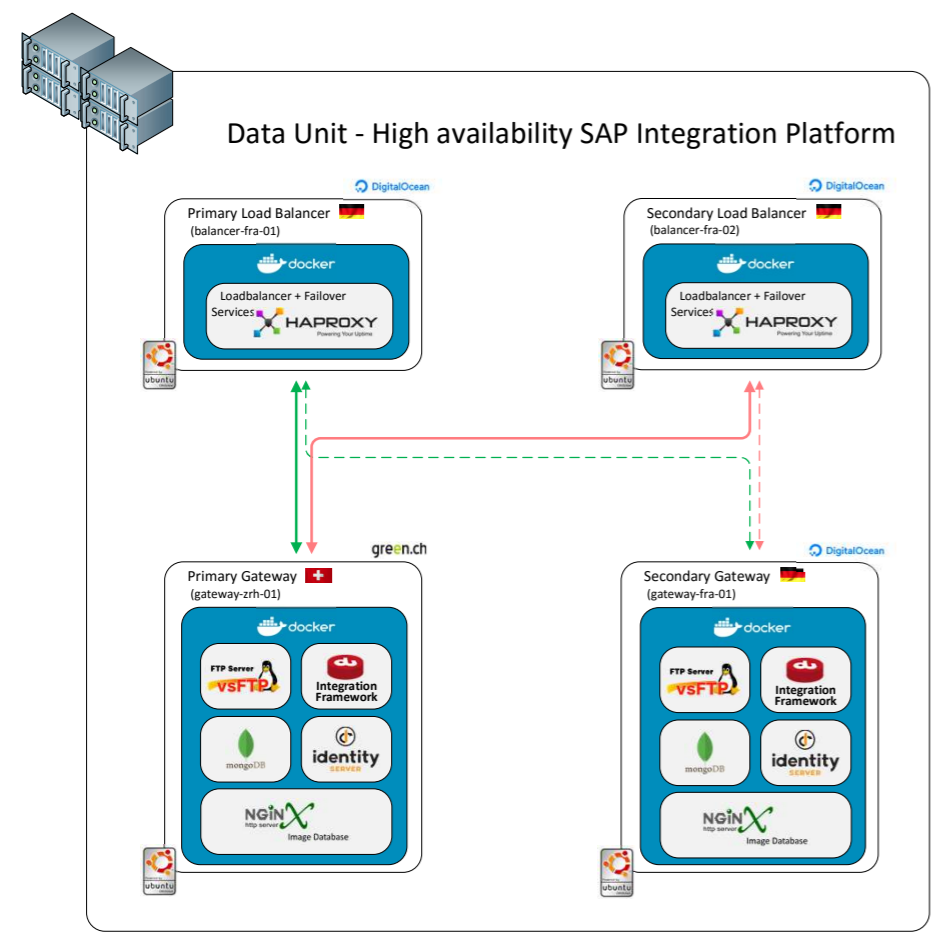 Data Unit - High availability SAP Integration Platform
DigitalOcean
DigitalOcean
Primary Load Balancer
(balancer-fra-01)
docker
Loadbalancer + Failover
Services
HAPROXY
Powering Your Uptime
ubuntu
Secondary Load Balancer
(balancer-fra-02)
docker
Loadbalancer + Failover
Services
HAPROXY
Powering Your Uptime
ubuntu
green.ch
Primary Gateway
(gateway-zrh-01)
docker
FTP Server
vsFTP
Integration
Framework
mongoDB
identity
SERVER
NGiNX
http server
Image Database
ubuntu
DigitalOcean
Secondary Gateway
(gateway-fra-01)
docker
FTP Server
vsFTP
Integration
Framework
mongoDB
identity
SERVER
NGiNX
http server
Image Database
ubuntu